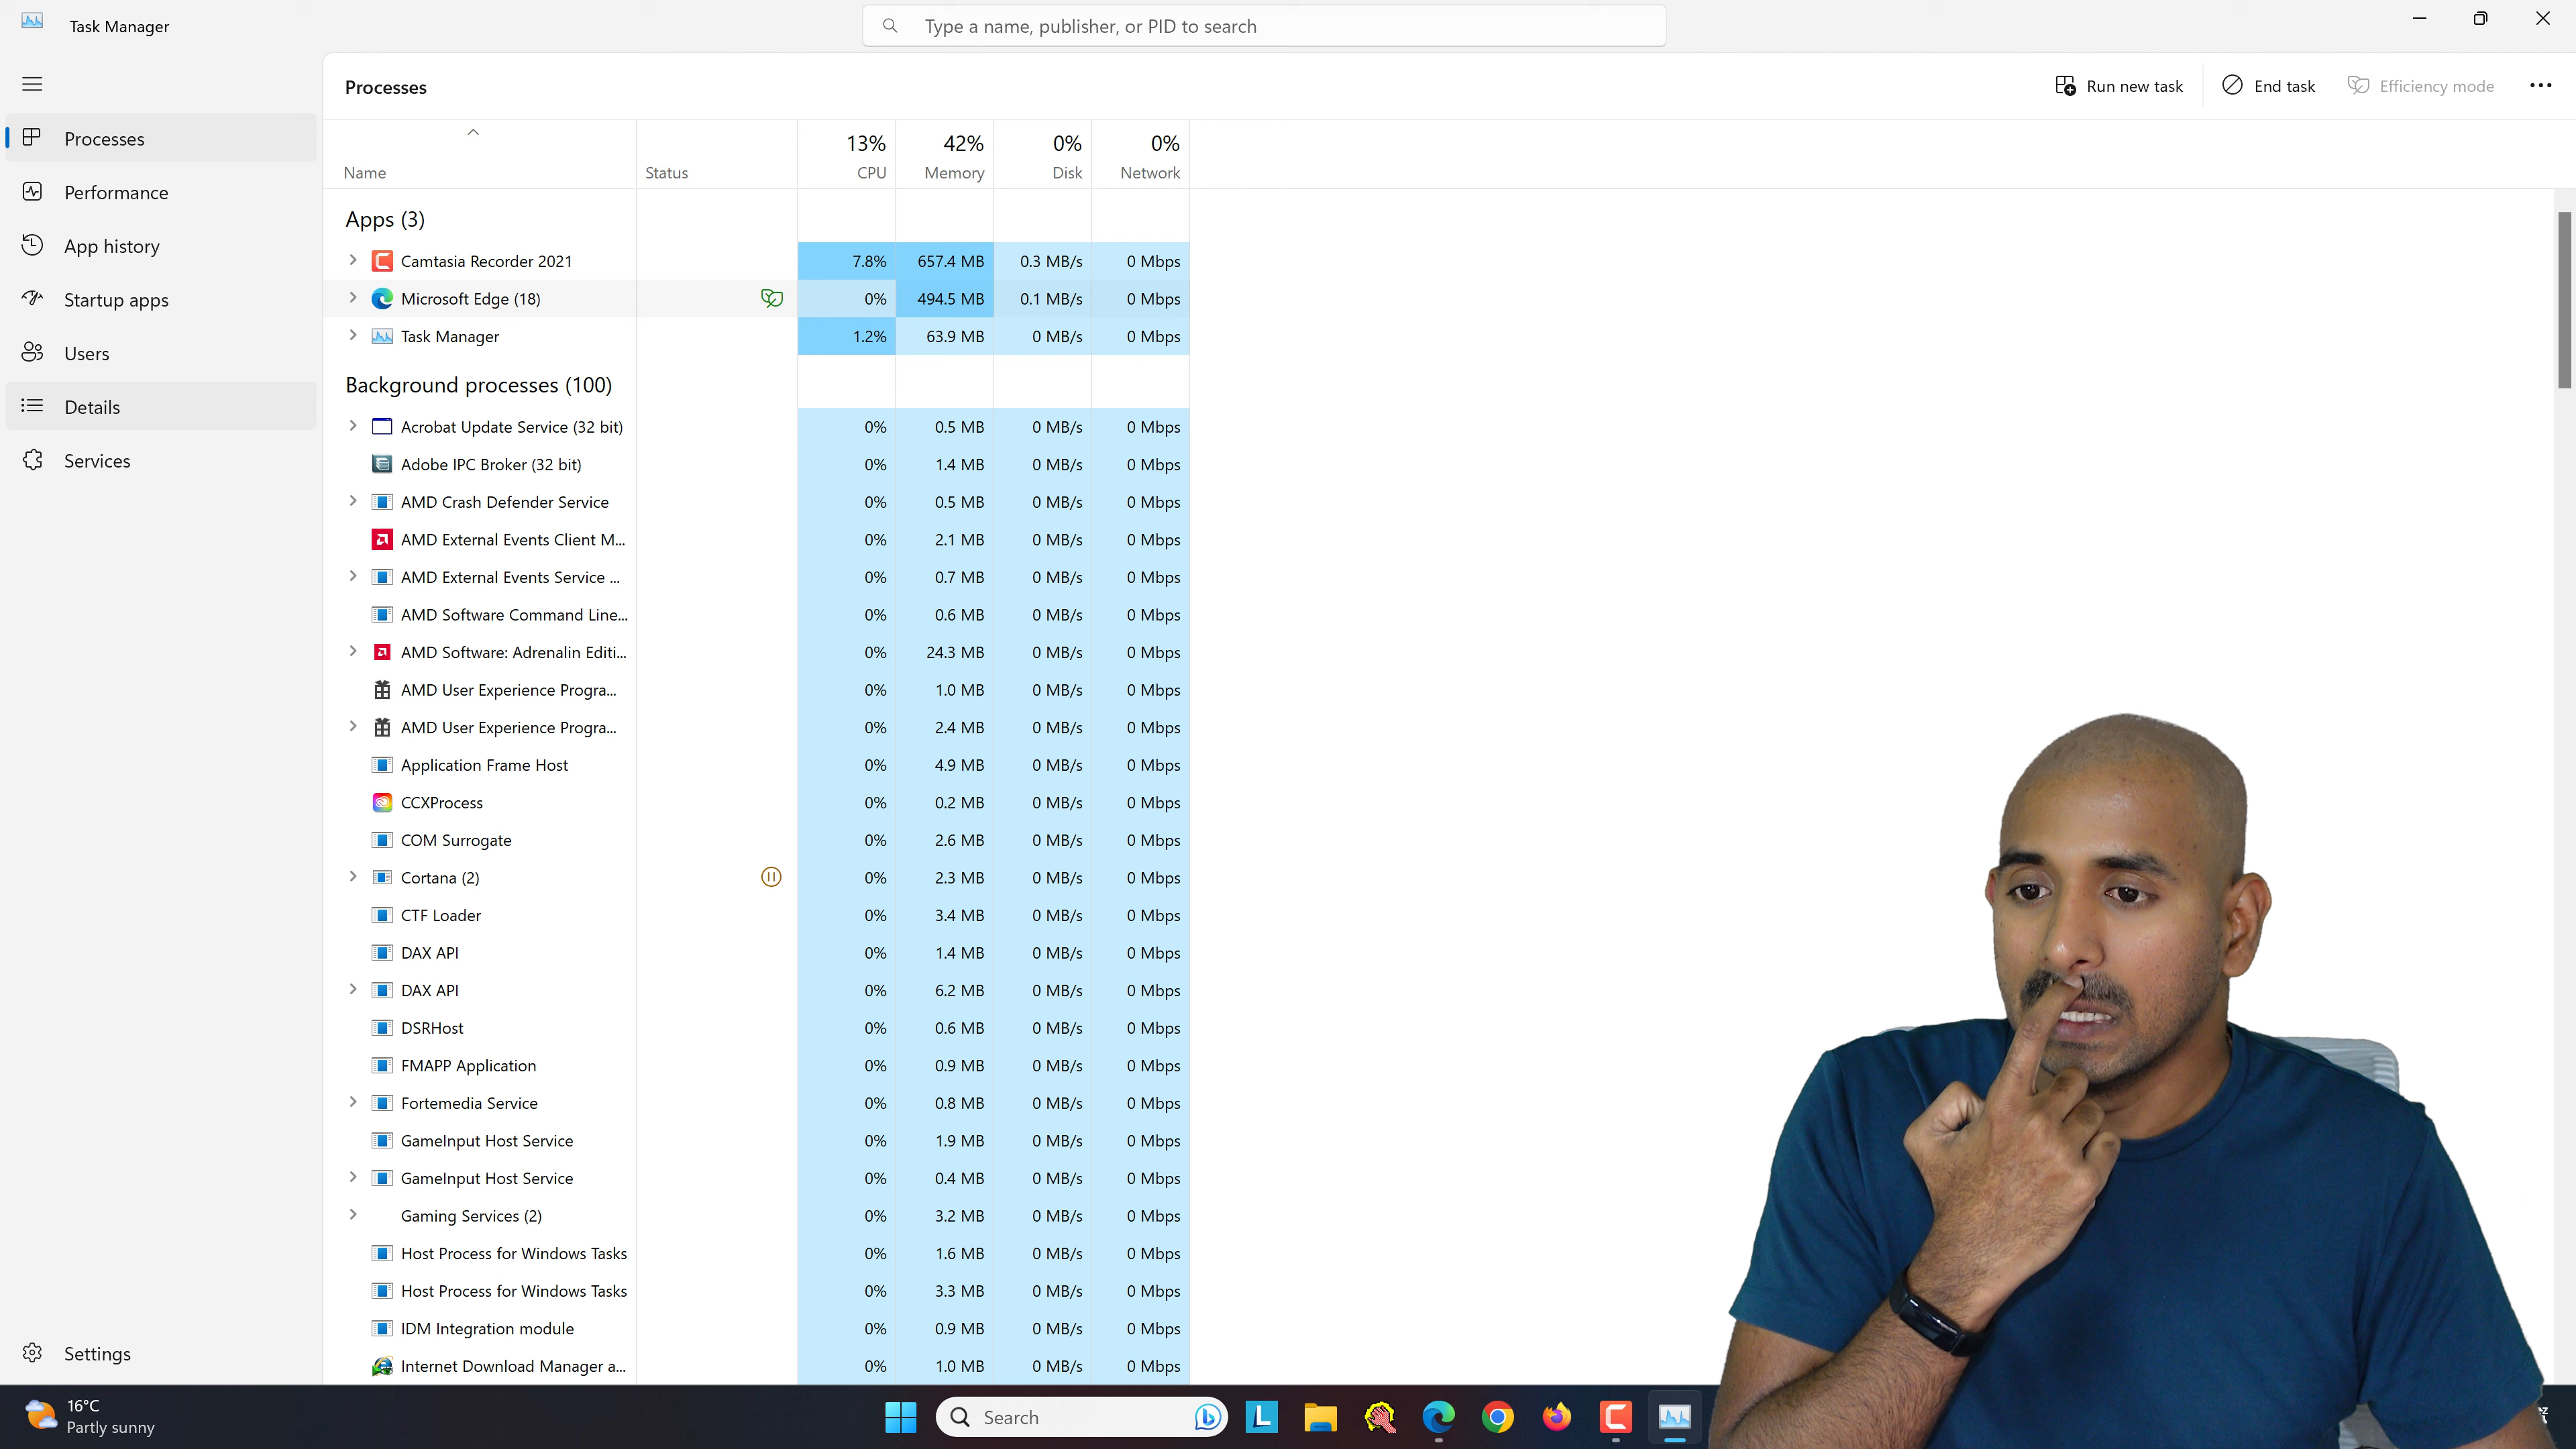 Task Manager
Type a name, publisher, or PID to search
Processes
Run new task
End task
Efficiency mode
Processes
Performance
App history
Startup apps
Users
Details
Services
Settings
13% 42% 0% 0%
Name Status CPU Memory Disk Network
Apps (3)
Camtasia Recorder 2021 7.8% 657.4 MB 0.3 MB/s 0 Mbps
Microsoft Edge (18) 0% 494.5 MB 0.1 MB/s 0 Mbps
Task Manager 1.2% 63.9 MB 0 MB/s 0 Mbps
Background processes (100)
Acrobat Update Service (32 bit) 0% 0.5 MB 0 MB/s 0 Mbps
Adobe IPC Broker (32 bit) 0% 1.4 MB 0 MB/s 0 Mbps
AMD Crash Defender Service 0% 0.5 MB 0 MB/s 0 Mbps
AMD External Events Client M... 0% 2.1 MB 0 MB/s 0 Mbps
AMD External Events Service ... 0% 0.7 MB 0 MB/s 0 Mbps
AMD Software Command Line... 0% 0.6 MB 0 MB/s 0 Mbps
AMD Software: Adrenalin Editi... 0% 24.3 MB 0 MB/s 0 Mbps
AMD User Experience Progra... 0% 1.0 MB 0 MB/s 0 Mbps
AMD User Experience Progra... 0% 2.4 MB 0 MB/s 0 Mbps
Application Frame Host 0% 4.9 MB 0 MB/s 0 Mbps
CCXProcess 0% 0.2 MB 0 MB/s 0 Mbps
COM Surrogate 0% 2.6 MB 0 MB/s 0 Mbps
Cortana (2) 0% 2.3 MB 0 MB/s 0 Mbps
CTF Loader 0% 3.4 MB 0 MB/s 0 Mbps
DAX API 0% 1.4 MB 0 MB/s 0 Mbps
DAX API 0% 6.2 MB 0 MB/s 0 Mbps
DSRHost 0% 0.6 MB 0 MB/s 0 Mbps
FMAPP Application 0% 0.9 MB 0 MB/s 0 Mbps
Fortemedia Service 0% 0.8 MB 0 MB/s 0 Mbps
GameInput Host Service 0% 1.9 MB 0 MB/s 0 Mbps
GameInput Host Service 0% 0.4 MB 0 MB/s 0 Mbps
Gaming Services (2) 0% 3.2 MB 0 MB/s 0 Mbps
Host Process for Windows Tasks 0% 1.6 MB 0 MB/s 0 Mbps
Host Process for Windows Tasks 0% 3.3 MB 0 MB/s 0 Mbps
IDM Integration module 0% 0.9 MB 0 MB/s 0 Mbps
Internet Download Manager a... 0% 1.0 MB 0 MB/s 0 Mbps
16°C
Partly sunny
Search
L